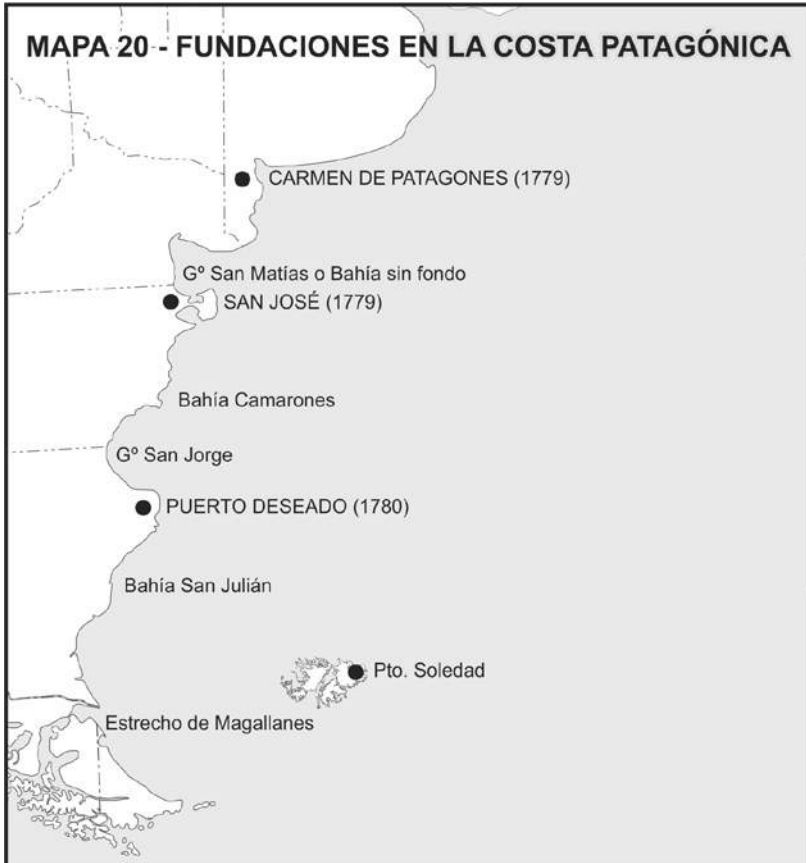 MAPA 20 - FUNDACIONES EN LA COSTA PATAGÓNICA
CARMEN DE PATAGONES (1779)
Gº San Matías o Bahía sin fondo
SAN JOSÉ (1779)
Bahía Camarones
Gº San Jorge
PUERTO DESEADO (1780)
Bahía San Julián
Pto. Soledad
Estrecho de Magallanes